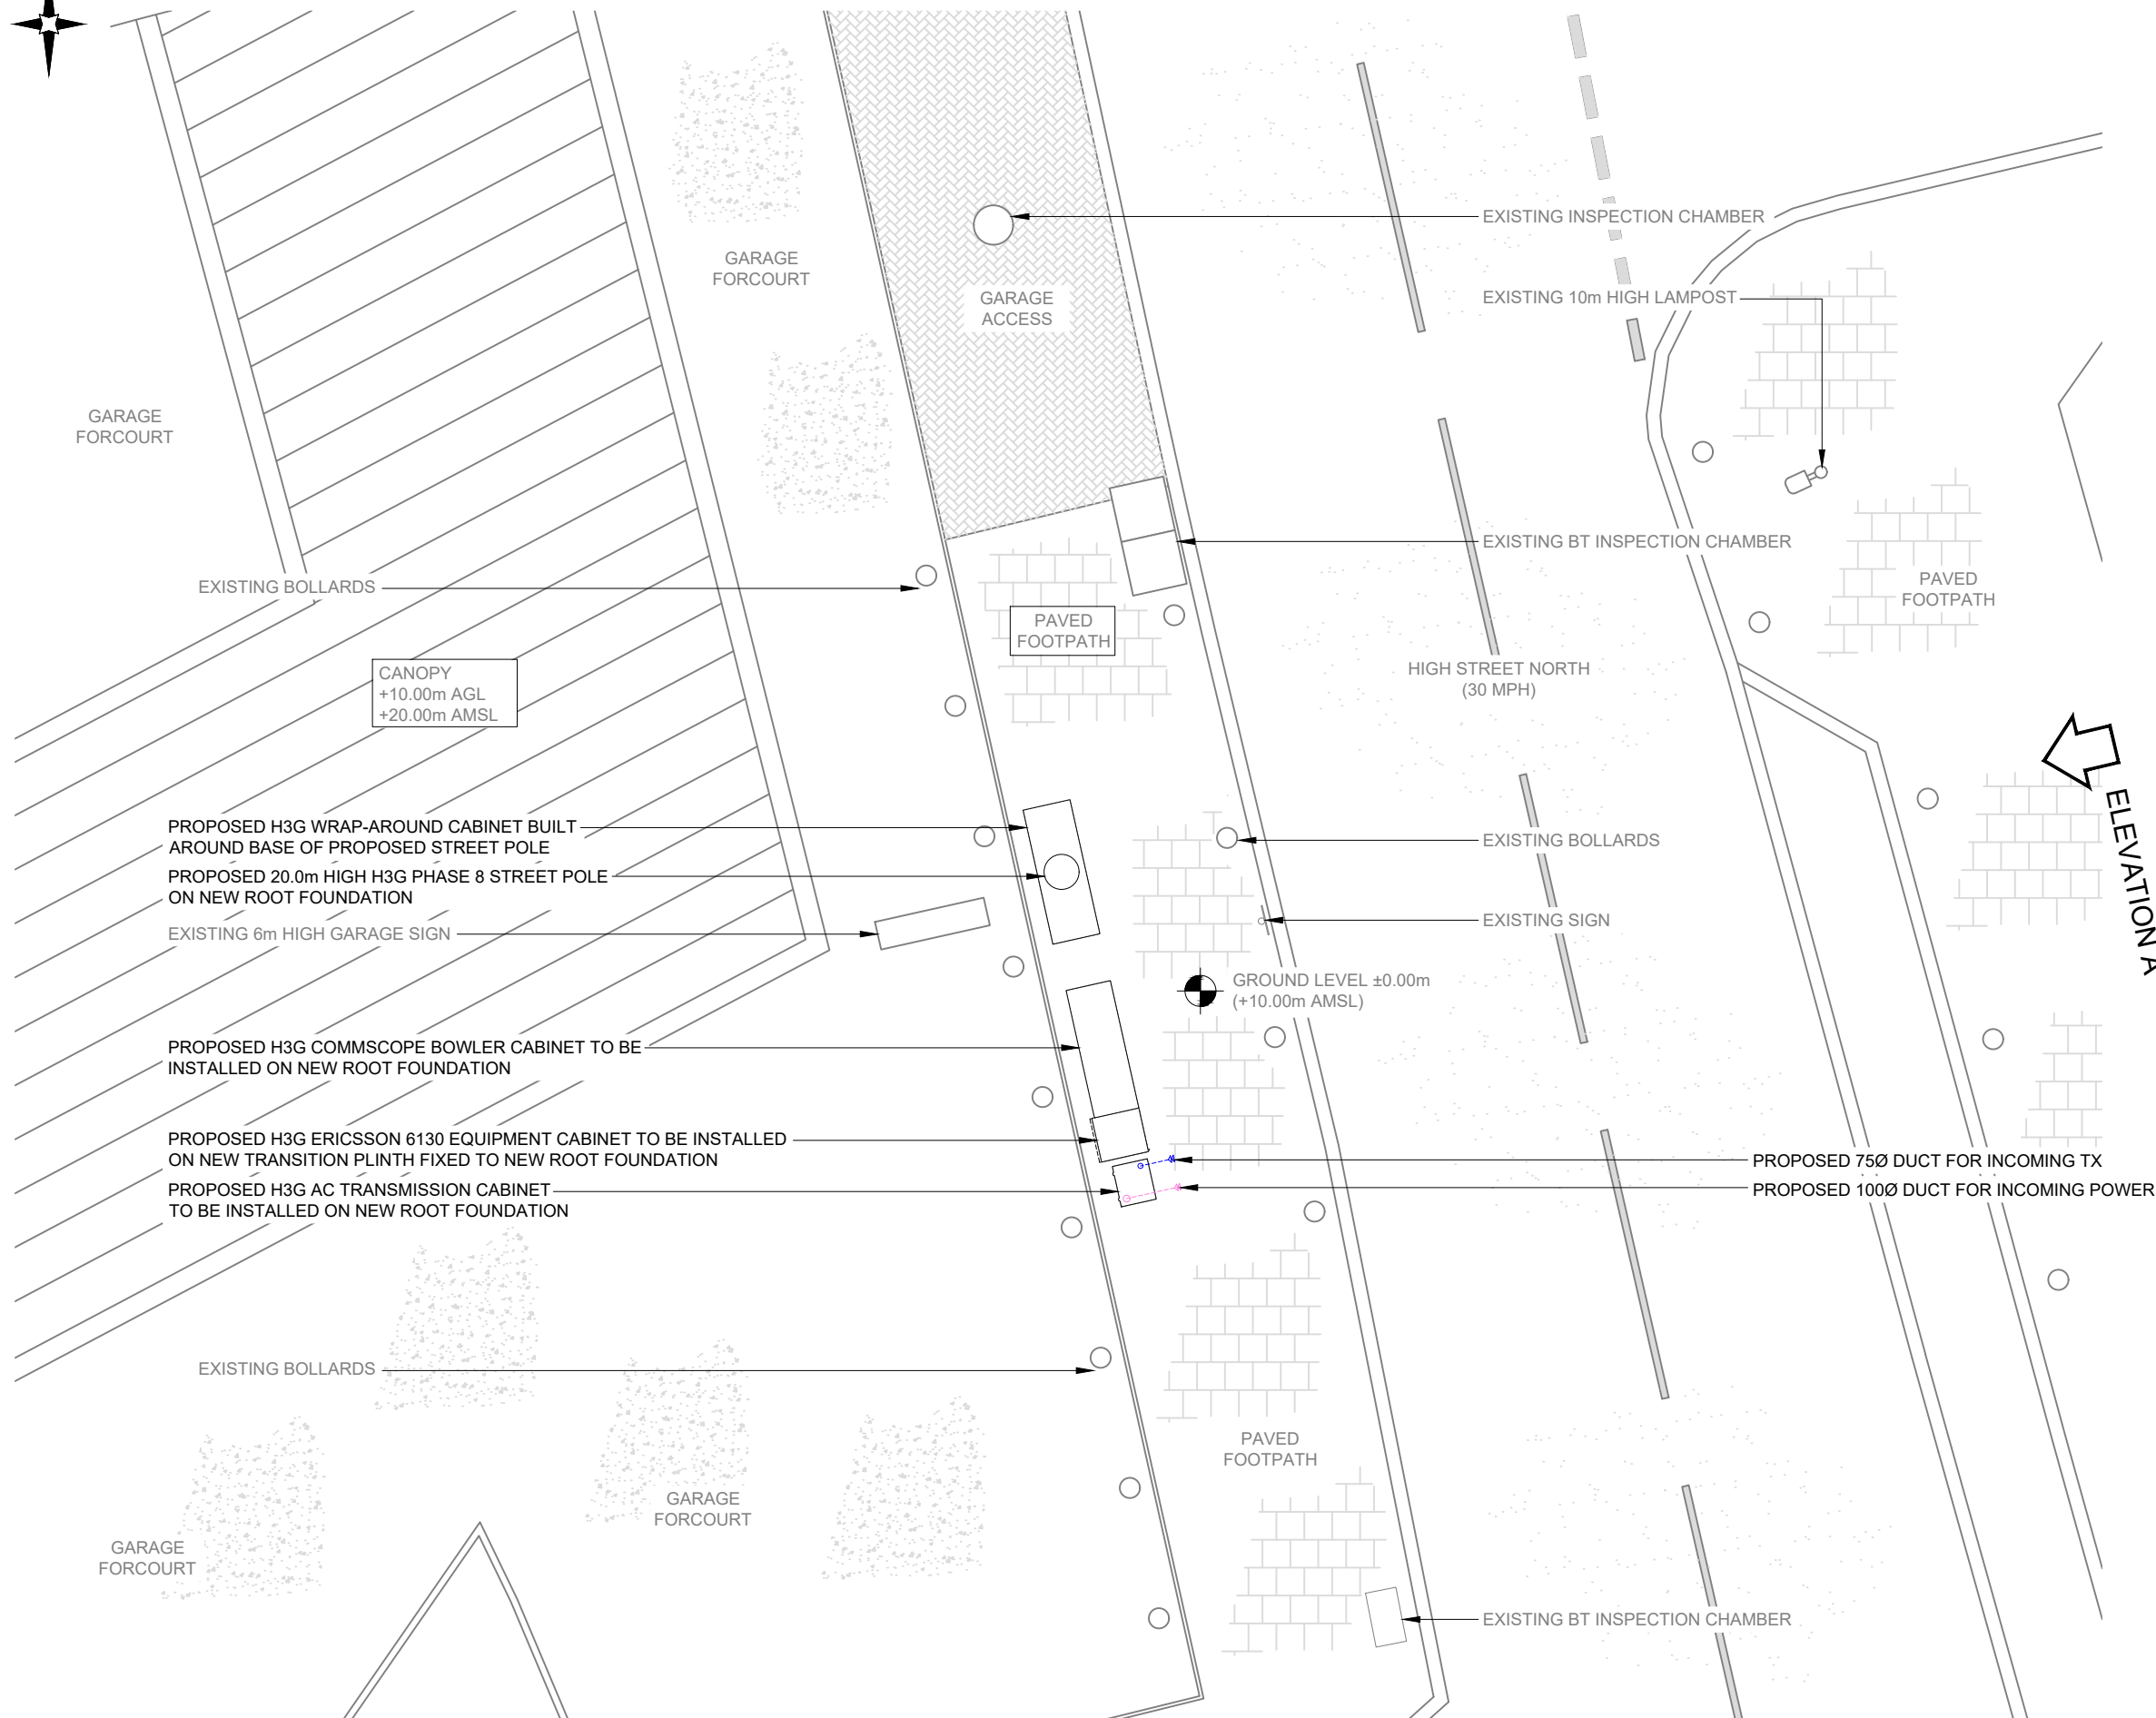 EXISTING INSPECTION CHAMBER
GARAGE
FORCOURT
GARAGE
ACCESS
EXISTING 10m HIGH LAMPOST
GARAGE
FORCOURT
EXISTING BT INSPECTION CHAMBER
EXISTING BOLLARDS
PAVED
FOOTPATH
PAVED
FOOTPATH
CANOPY
+10.00m AGL
+20.00m AMSL
HIGH STREET NORTH
(30 MPH)
ELEVATION A
PROPOSED H3G WRAP-AROUND CABINET BUILT
AROUND BASE OF PROPOSED STREET POLE
EXISTING BOLLARDS
PROPOSED 20.0m HIGH H3G PHASE 8 STREET POLE
ON NEW ROOT FOUNDATION
EXISTING SIGN
EXISTING 6m HIGH GARAGE SIGN
GROUND LEVEL ±0.00m
(+10.00m AMSL)
PROPOSED H3G COMMSCOPE BOWLER CABINET TO BE
INSTALLED ON NEW ROOT FOUNDATION
PROPOSED H3G ERICSSON 6130 EQUIPMENT CABINET TO BE INSTALLED
ON NEW TRANSITION PLINTH FIXED TO NEW ROOT FOUNDATION
PROPOSED 75Ø DUCT FOR INCOMING TX
PROPOSED H3G AC TRANSMISSION CABINET
TO BE INSTALLED ON NEW ROOT FOUNDATION
PROPOSED 100Ø DUCT FOR INCOMING POWER
EXISTING BOLLARDS
PAVED
FOOTPATH
GARAGE
FORCOURT
GARAGE
FORCOURT
EXISTING BT INSPECTION CHAMBER